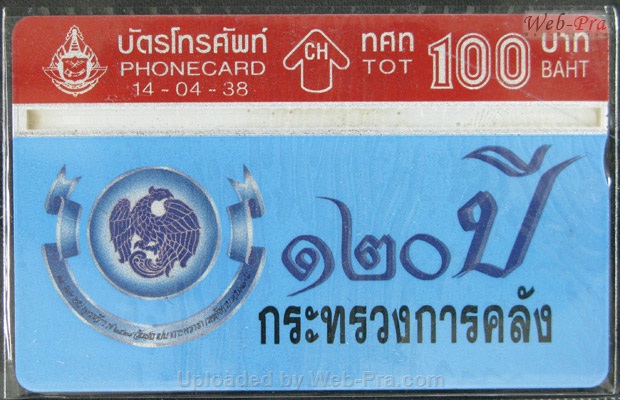 Web-Pra
บัตรโทรศัพท์
PHONECARD
14-04-38
CH
ทศท
TOT
100
บาท
BAHT
๑๒๐ ปี
กระทรวงการคลัง
Uploaded by Web-Pra.com